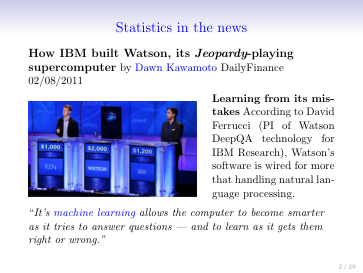 Statistics in the news
How IBM built Watson, its Jeopardy-playing
supercomputer by Dawn Kawamoto DailyFinance
02/08/2011
Learning from its mis-
takes According to David
Ferrucci (PI of Watson
DeepQA technology for
IBM Research), Watson's
software is wired for more
that handling natural lan-
guage processing.
$1,000
$2,000
$1,200
KEN
WATSON
BRAD
"It's machine learning allows the computer to become smarter
as it tries to answer questions — and to learn as it gets them
right or wrong."
2 / 29